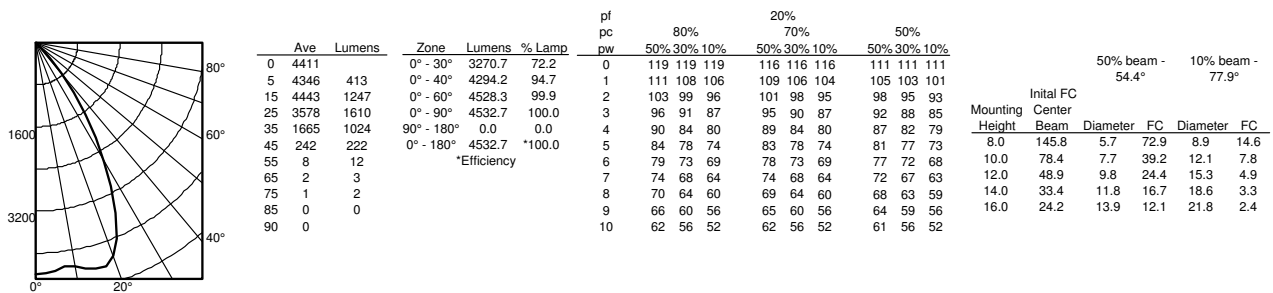 1600
3200
0°
20°
40°
60°
80°
Ave Lumens
0 4411
5 4346 413
15 4443 1247
25 3578 1610
35 1665 1024
45 242 222
55 8 12
65 2 3
75 1 2
85 0 0
90 0
Zone Lumens % Lamp
0° - 30° 3270.7 72.2
0° - 40° 4294.2 94.7
0° - 60° 4528.3 99.9
0° - 90° 4532.7 100.0
90° - 180° 0.0 0.0
0° - 180° 4532.7 *100.0
*Efficiency
pf 20%
pc 80% 70% 50%
pw 50% 30% 10% 50% 30% 10% 50% 30% 10%
0 119 119 119 116 116 116 111 111 111
1 111 108 106 109 106 104 105 103 101
2 103 99 96 101 98 95 98 95 93
3 96 91 87 95 90 87 92 88 85
4 90 84 80 89 84 80 87 82 79
5 84 78 74 83 78 74 81 77 73
6 79 73 69 78 73 69 77 72 68
7 74 68 64 74 68 64 72 67 63
8 70 64 60 69 64 60 68 63 59
9 66 60 56 65 60 56 64 59 56
10 62 56 52 62 56 52 61 56 52
50% beam - 10% beam -
54.4° 77.9°
Inital FC
Mounting Center
Height Beam Diameter FC Diameter FC
8.0 145.8 5.7 72.9 8.9 14.6
10.0 78.4 7.7 39.2 12.1 7.8
12.0 48.9 9.8 24.4 15.3 4.9
14.0 33.4 11.8 16.7 18.6 3.3
16.0 24.2 13.9 12.1 21.8 2.4